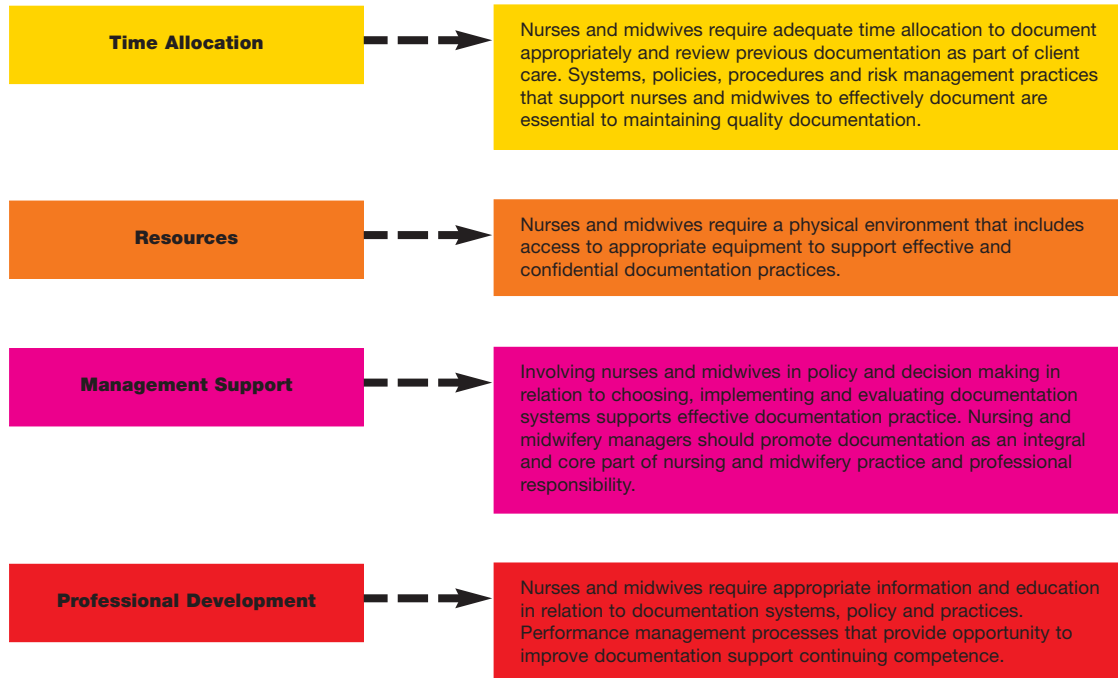 Time Allocation
Nurses and midwives require adequate time allocation to document
appropriately and review previous documentation as part of client
care. Systems, policies, procedures and risk management practices
that support nurses and midwives to effectively document are
essential to maintaining quality documentation.
Resources
Nurses and midwives require a physical environment that includes
access to appropriate equipment to support effective and
confidential documentation practices.
Management Support
Involving nurses and midwives in policy and decision making in
relation to choosing, implementing and evaluating documentation
systems supports effective documentation practice. Nursing and
midwifery managers should promote documentation as an integral
and core part of nursing and midwifery practice and professional
responsibility.
Professional Development
Nurses and midwives require appropriate information and education
in relation to documentation systems, policy and practices.
Performance management processes that provide opportunity to
improve documentation support continuing competence.